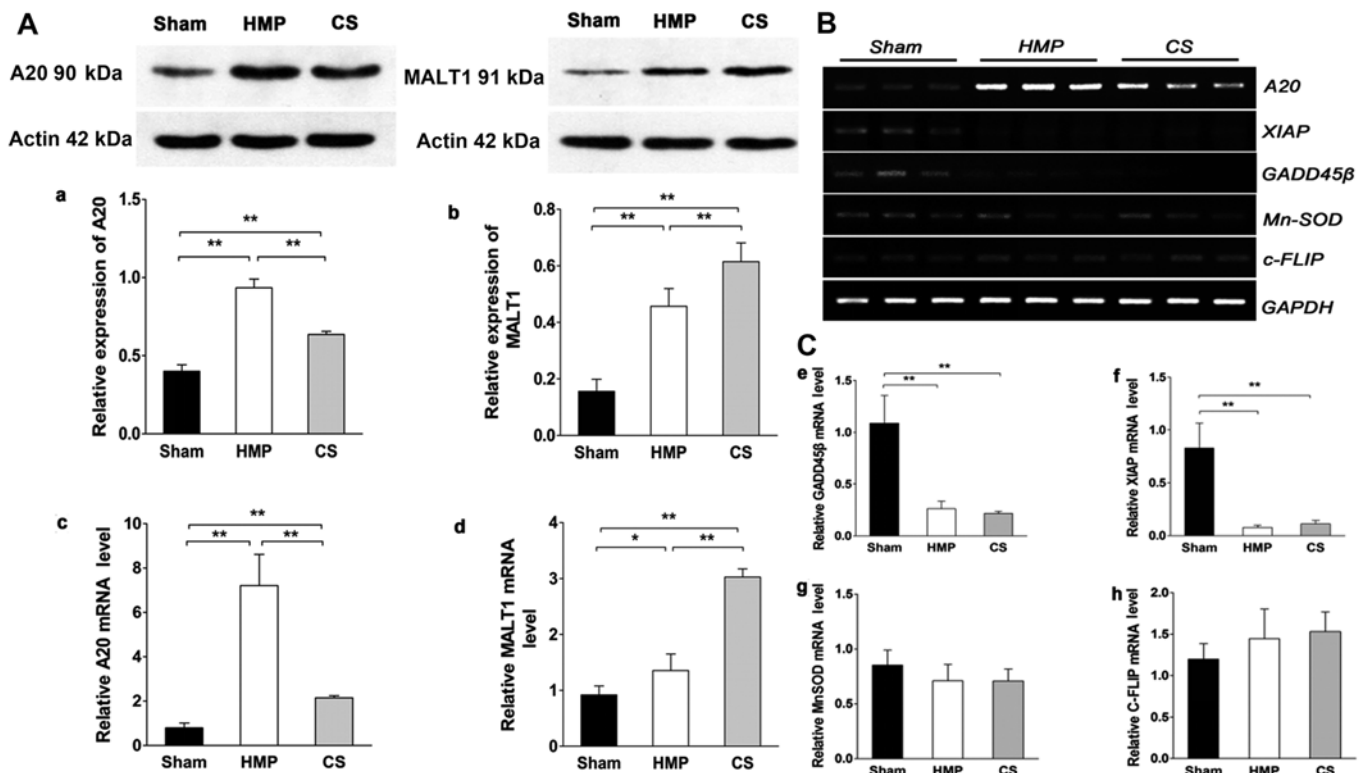 A
Sham HMP CS
A20 90 kDa
Actin 42 kDa
Sham HMP CS
MALT1 91 kDa
Actin 42 kDa
a
Relative expression of A20
1.5
1.0
0.5
0.0
**
** **
Sham HMP CS
b
Relative expression of
MALT1
0.8
0.6
0.4
0.2
0.0
**
** **
Sham HMP CS
c
Relative A20 mRNA level
10
8
6
4
2
0
**
** **
Sham HMP CS
d
Relative MALT1 mRNA
level
4
3
2
1
0
**
* **
Sham HMP CS
B
Sham HMP CS
A20
XIAP
GADD45β
Mn-SOD
c-FLIP
GAPDH
C
e
Relative GADD45β mRNA level
1.5
1.0
0.5
0.0
**
**
Sham HMP CS
f
Relative XIAP mRNA level
1.5
1.0
0.5
0.0
**
**
Sham HMP CS
g
Relative MnSOD mRNA level
1.5
1.0
0.5
0.0
Sham HMP CS
h
Relative C-FLIP mRNA level
2.0
1.5
1.0
0.5
0.0
Sham HMP CS